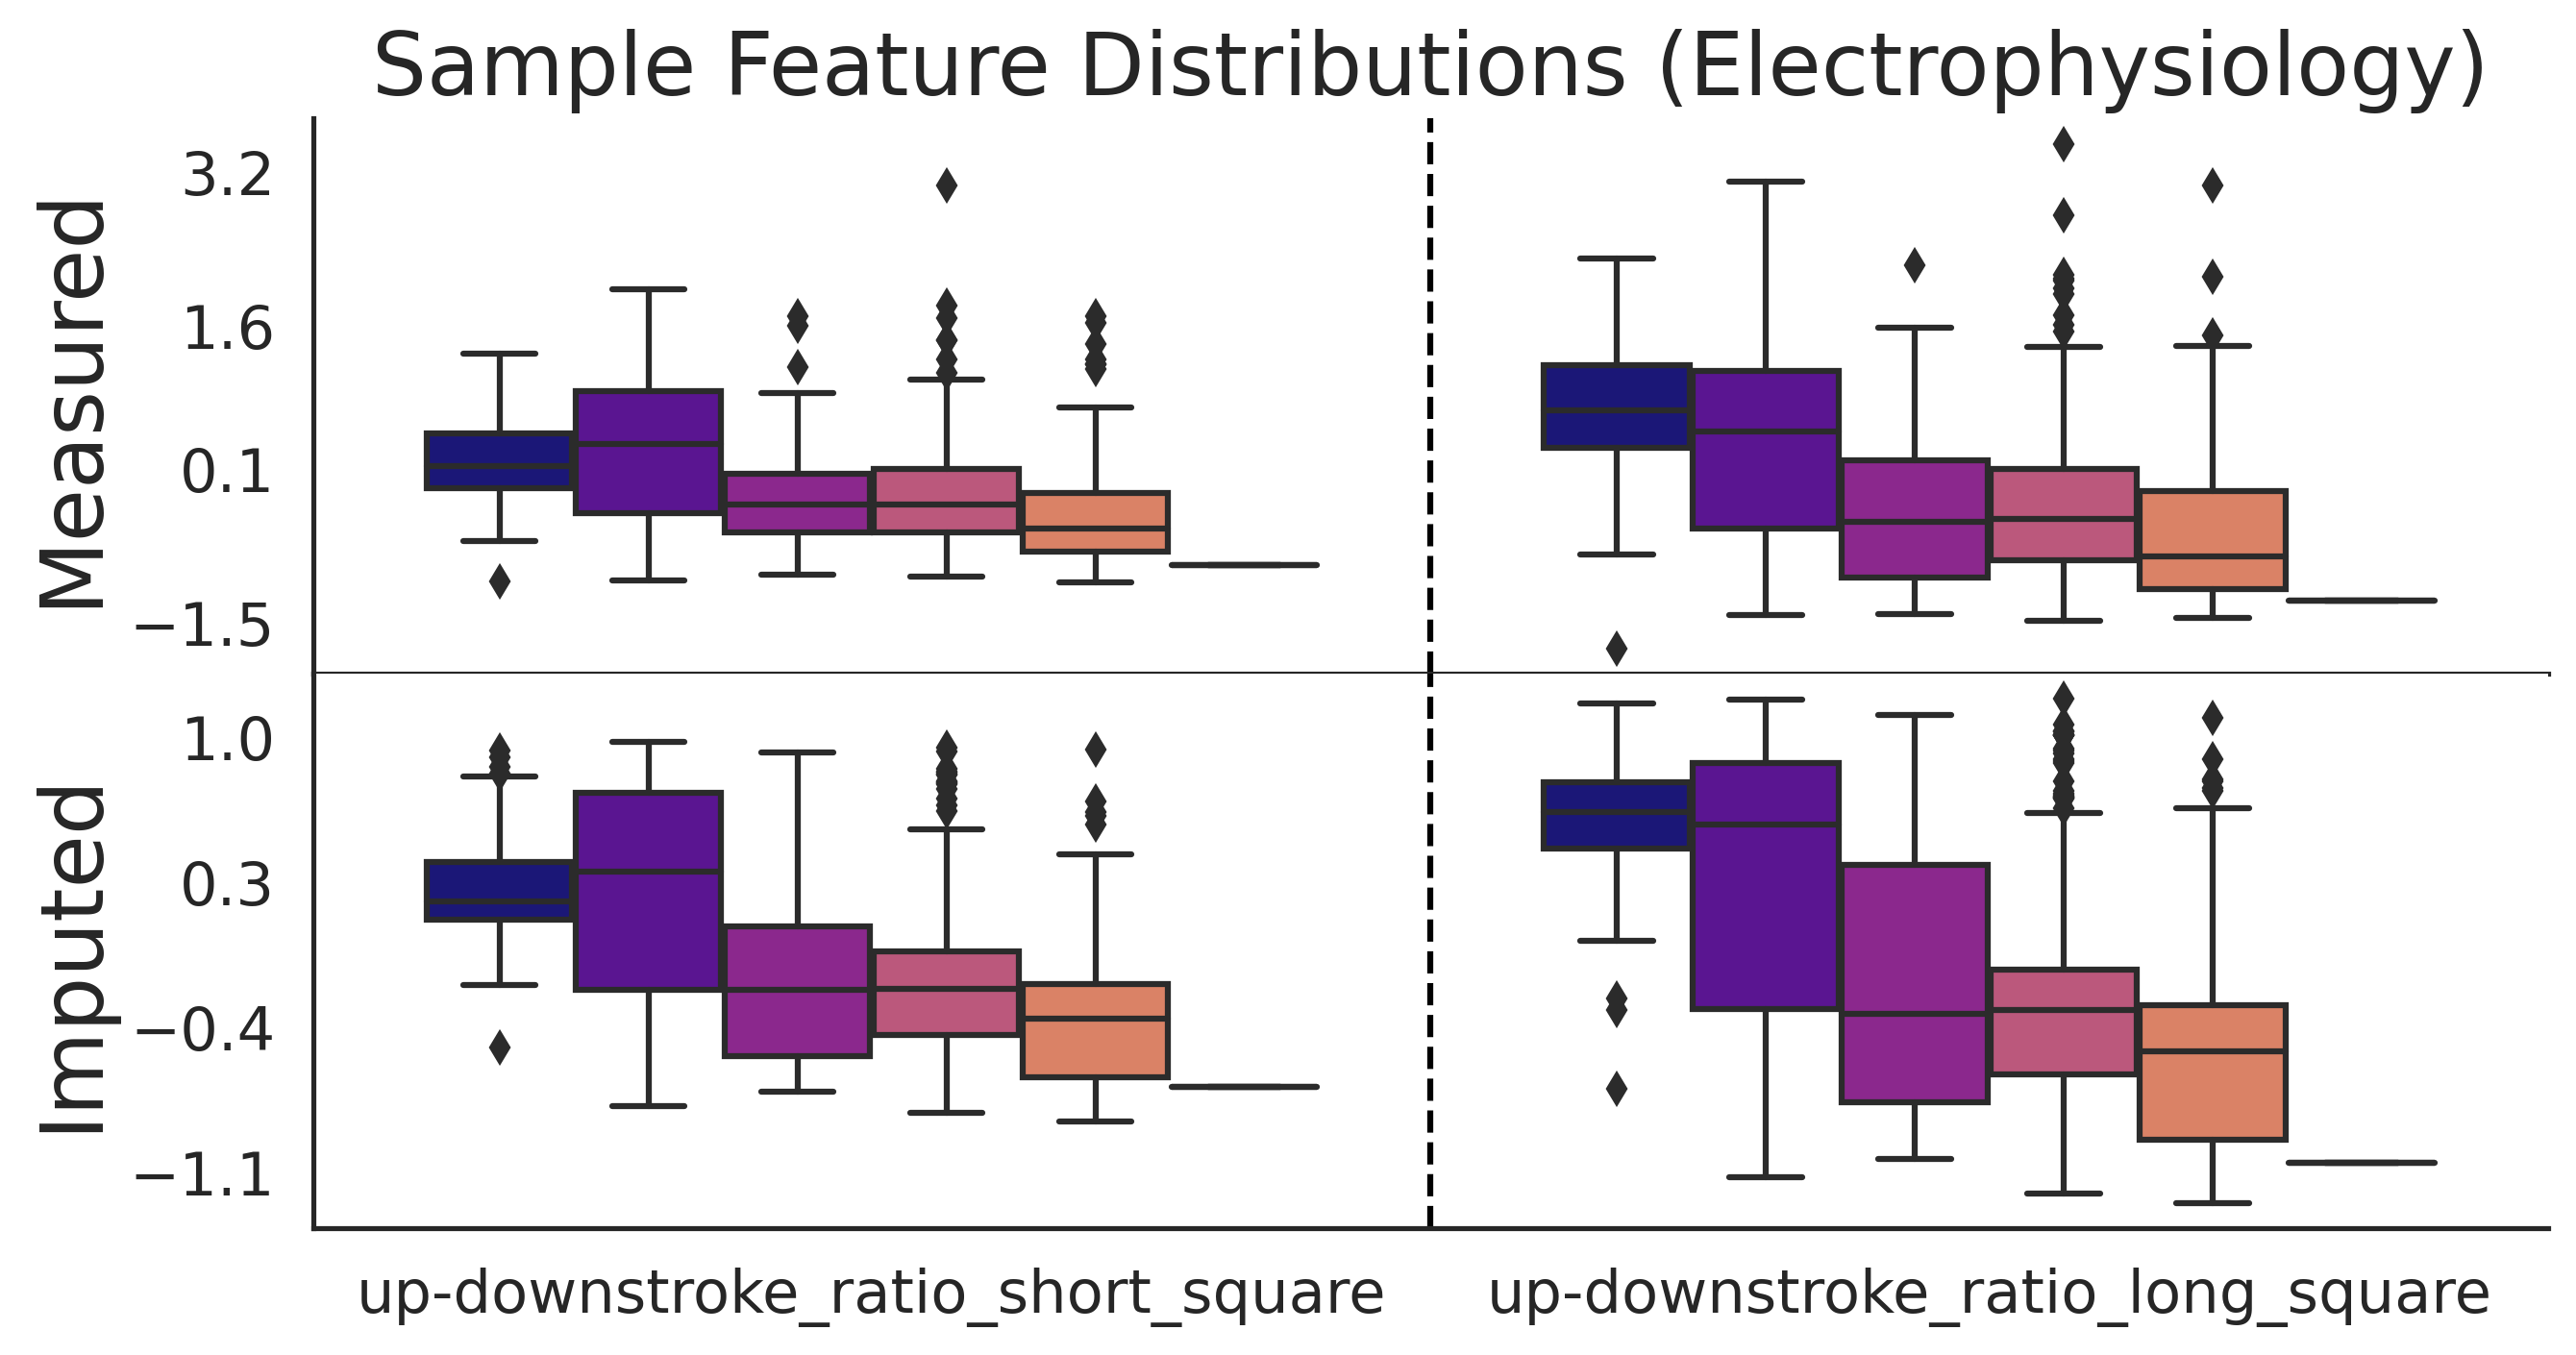 Sample Feature Distributions (Electrophysiology)
Measured
3.2
1.6
0.1
−1.5
Imputed
1.0
0.3
−0.4
−1.1
up-downstroke_ratio_short_square
up-downstroke_ratio_long_square